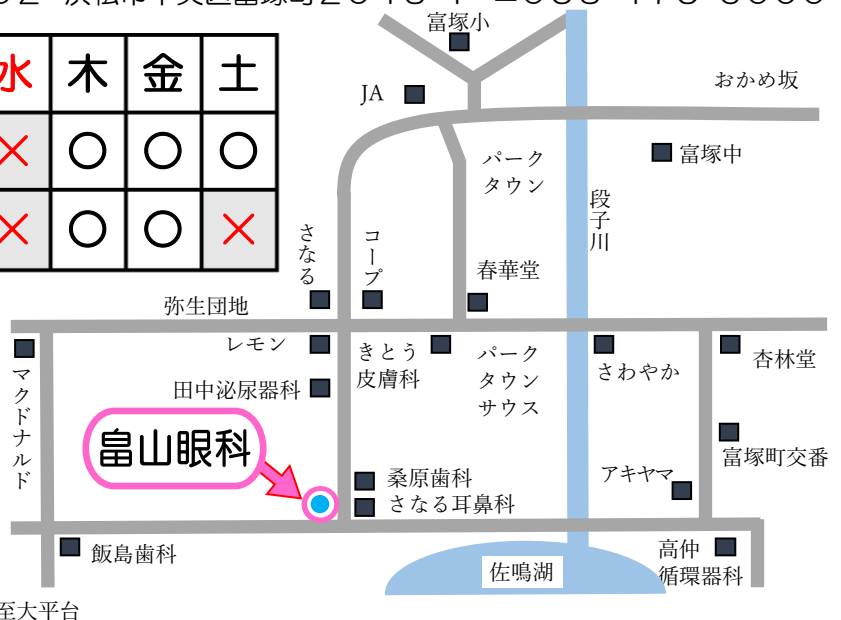 富塚小
水 木 金 土
× ○ ○ ○
× ○ ○ ×
JA
おかめ坂
富塚中
パーク
タウン
段子川
さなる
コープ
春華堂
弥生団地
レモン
きとう
皮膚科
パーク
タウン
サウス
さわやか
杏林堂
マクドナルド
田中泌尿器科
畠山眼科
富塚町交番
アキヤマ
桑原歯科
さなる耳鼻科
飯島歯科
佐鳴湖
高仲
循環器科
至大平台